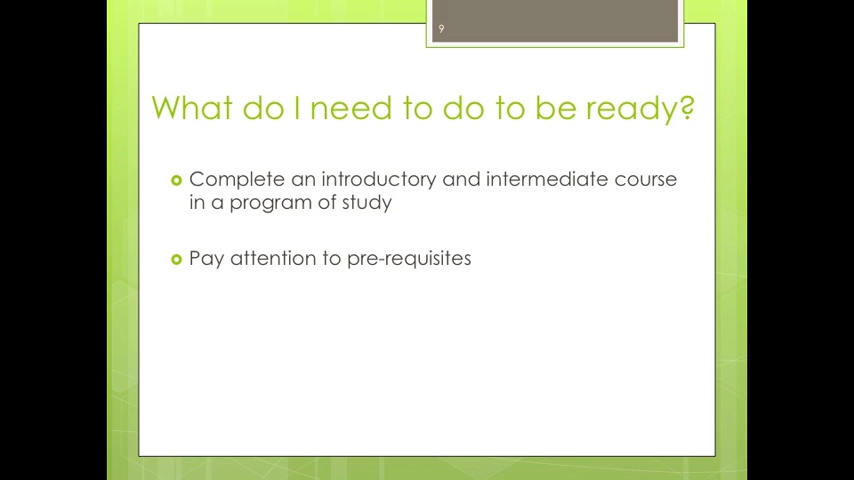 9
What do I need to do to be ready?
Complete an introductory and intermediate course
in a program of study
Pay attention to pre-requisites